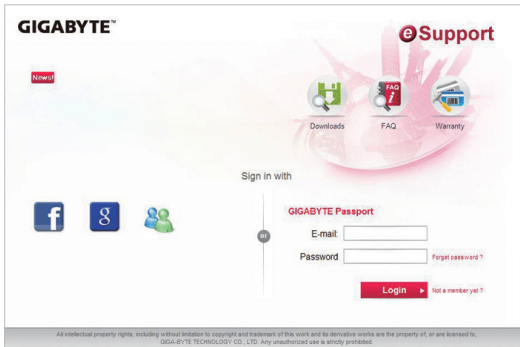 GIGABYTE™
eSupport
News!
FAQ
Downloads
FAQ
Warranty
Sign in with
f
g
or
GIGABYTE Passport
E-mail:
Password
Forget password ?
Login
Not a member yet ?
All intellectual property rights, including without limitation to copyright and trademark of this work and its derivative works are the property of, or are licensed to,
GIGA-BYTE TECHNOLOGY CO., LTD. Any unauthorized use is strictly prohibited.